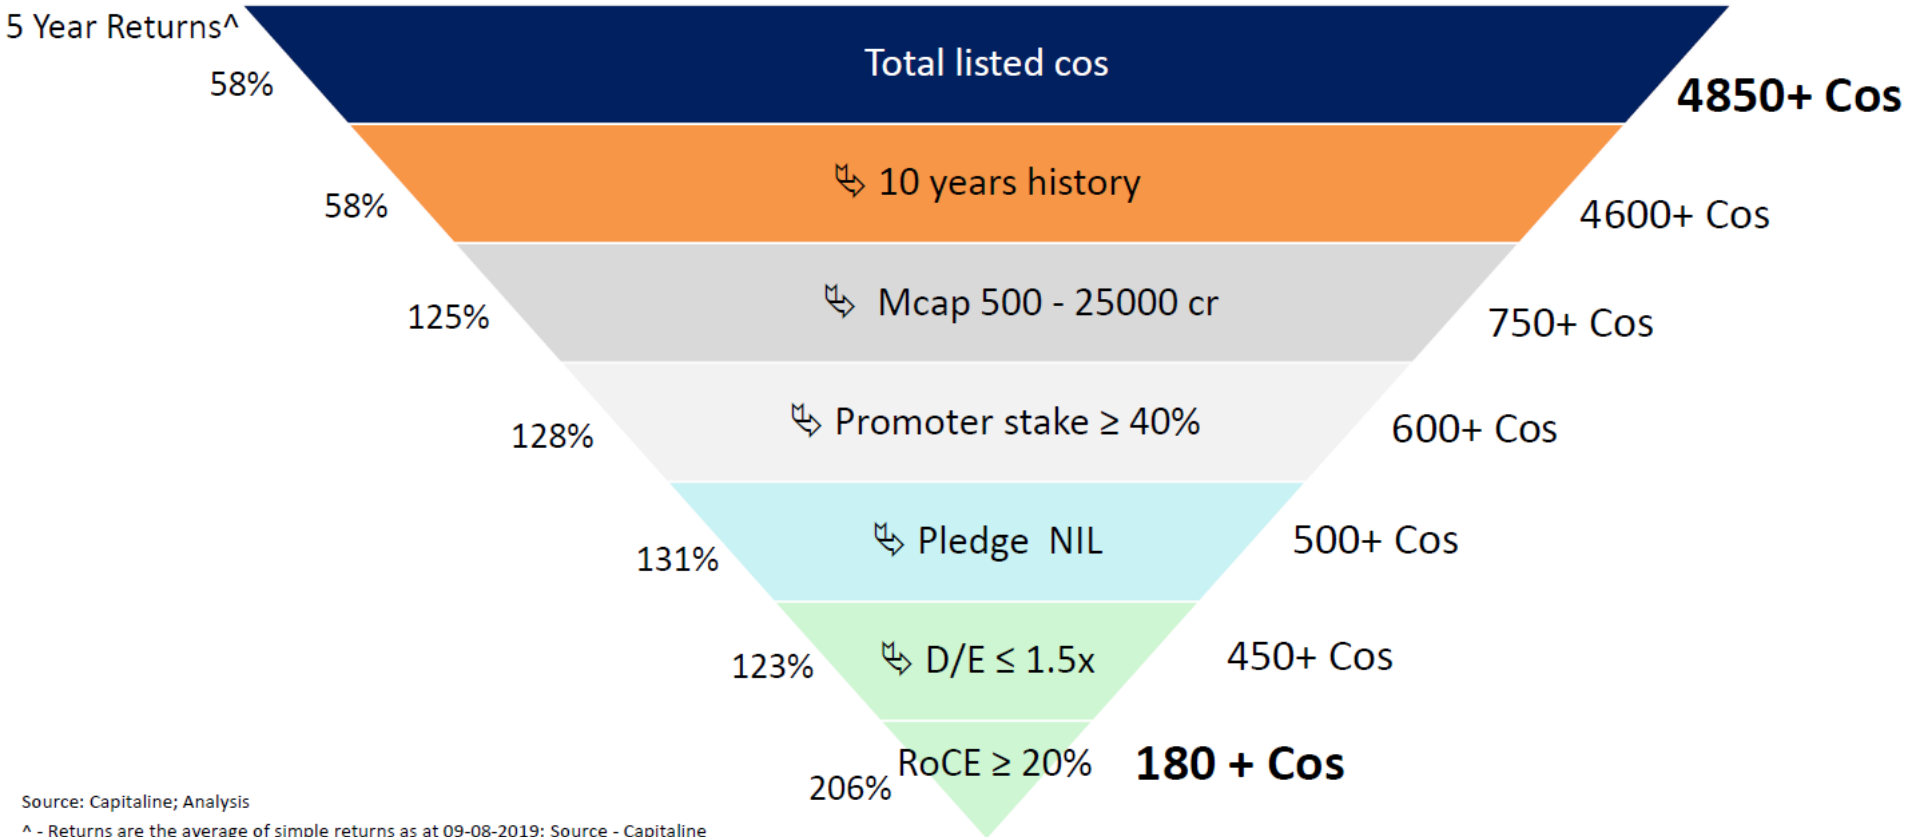 5 Year Returns^
Total listed cos
58%
4850+ Cos
10 years history
58%
4600+ Cos
Mcap 500 - 25000 cr
125%
750+ Cos
Promoter stake ≥ 40%
128%
600+ Cos
Pledge NIL
131%
500+ Cos
D/E ≤ 1.5x
123%
450+ Cos
RoCE ≥ 20%
206%
180 + Cos
Source: Capitaline; Analysis
^ - Returns are the average of simple returns as at 09-08-2019; Source - Capitaline